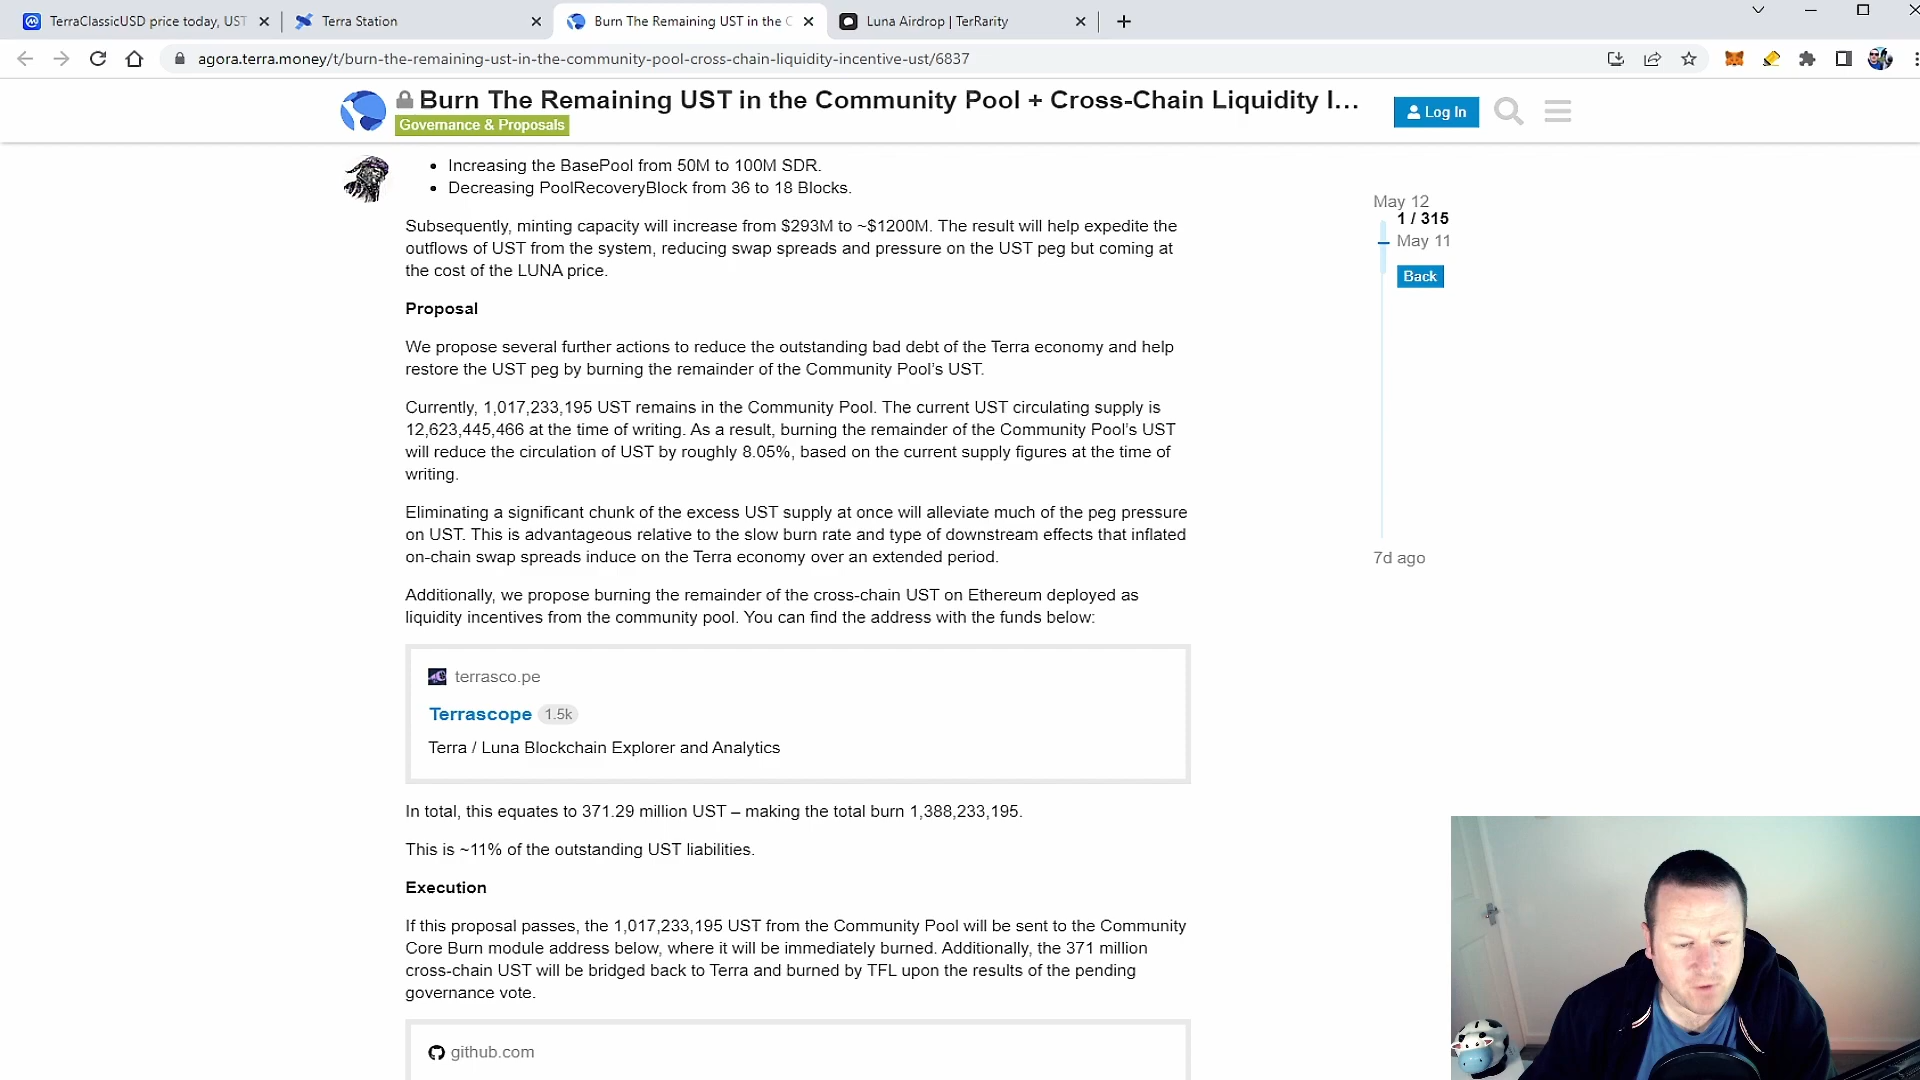 TerraClassicUSD price today, UST
Terra Station
Burn The Remaining UST in the C
Luna Airdrop | TerRarity
agora.terra.money/t/burn-the-remaining-ust-in-the-community-pool-cross-chain-liquidity-incentive-ust/6837
Burn The Remaining UST in the Community Pool + Cross-Chain Liquidity I...
Governance & Proposals
Log In
• Increasing the BasePool from 50M to 100M SDR.
• Decreasing PoolRecoveryBlock from 36 to 18 Blocks.
Subsequently, minting capacity will increase from $293M to ~$1200M. The result will help expedite the
outflows of UST from the system, reducing swap spreads and pressure on the UST peg but coming at
the cost of the LUNA price.
Proposal
We propose several further actions to reduce the outstanding bad debt of the Terra economy and help
restore the UST peg by burning the remainder of the Community Pool’s UST.
Currently, 1,017,233,195 UST remains in the Community Pool. The current UST circulating supply is
12,623,445,466 at the time of writing. As a result, burning the remainder of the Community Pool’s UST
will reduce the circulation of UST by roughly 8.05%, based on the current supply figures at the time of
writing.
Eliminating a significant chunk of the excess UST supply at once will alleviate much of the peg pressure
on UST. This is advantageous relative to the slow burn rate and type of downstream effects that inflated
on-chain swap spreads induce on the Terra economy over an extended period.
Additionally, we propose burning the remainder of the cross-chain UST on Ethereum deployed as
liquidity incentives from the community pool. You can find the address with the funds below:
terrasco.pe
Terrascope 1.5k
Terra / Luna Blockchain Explorer and Analytics
In total, this equates to 371.29 million UST – making the total burn 1,388,233,195.
This is ~11% of the outstanding UST liabilities.
Execution
If this proposal passes, the 1,017,233,195 UST from the Community Pool will be sent to the Community
Core Burn module address below, where it will be immediately burned. Additionally, the 371 million
cross-chain UST will be bridged back to Terra and burned by TFL upon the results of the pending
governance vote.
github.com
May 12
1 / 315
May 11
Back
7d ago